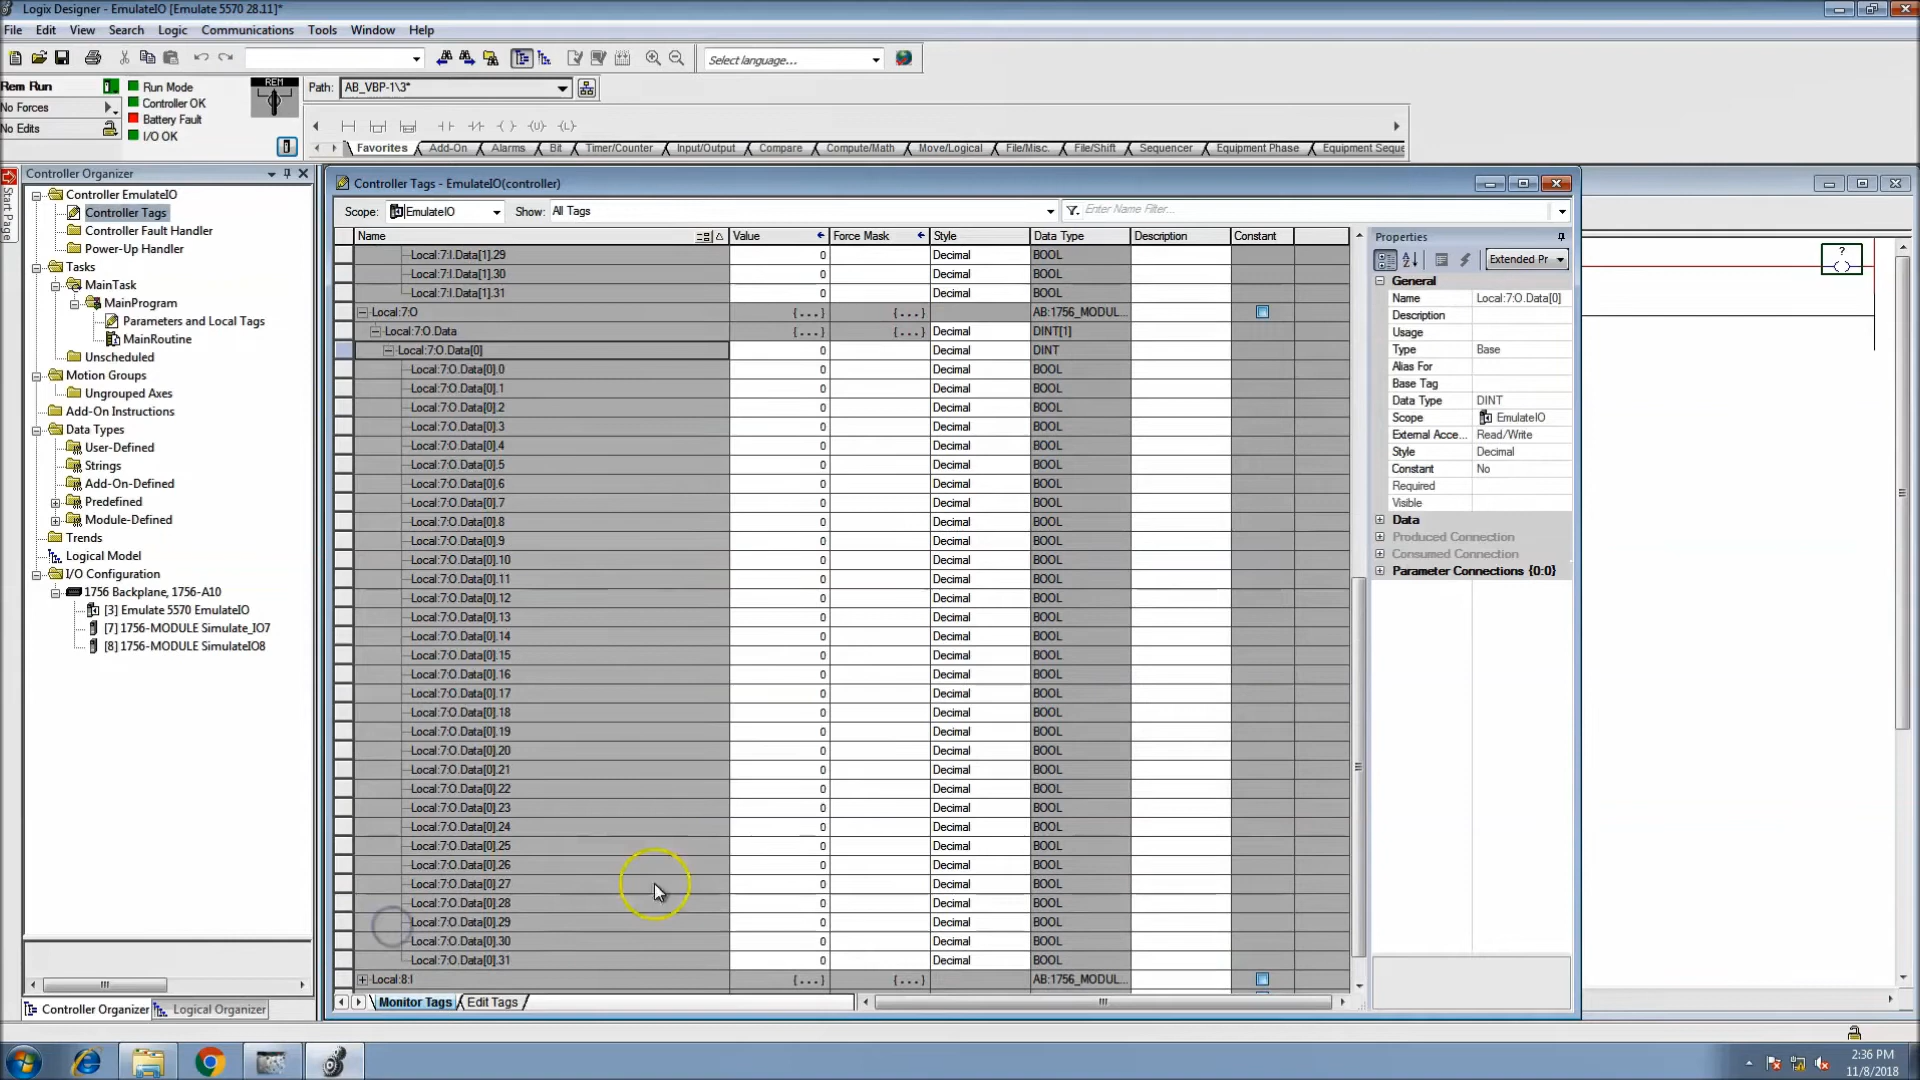 Logix Designer - EmulateIO [Emulate 5570 28.11]*
File Edit View Search Logic Communications Tools Window Help
Select language...
Rem Run
No Forces
No Edits
Run Mode
Controller OK
Battery Fault
I/O OK
REM
Path: AB_VBP-1\3*
Favorites Add-On Alarms Bit Timer/Counter Input/Output Compare Compute/Math Move/Logical File/Misc. File/Shift Sequencer Equipment Phase Equipment Seque
Start Page
Controller Organizer
Controller EmulateIO
Controller Tags
Controller Fault Handler
Power-Up Handler
Tasks
MainTask
MainProgram
Parameters and Local Tags
MainRoutine
Unscheduled
Motion Groups
Ungrouped Axes
Add-On Instructions
Data Types
User-Defined
Strings
Add-On-Defined
Predefined
Module-Defined
Trends
Logical Model
I/O Configuration
1756 Backplane, 1756-A10
[3] Emulate 5570 EmulateIO
[7] 1756-MODULE Simulate_IO7
[8] 1756-MODULE SimulateIO8
Controller Organizer Logical Organizer
Controller Tags - EmulateIO(controller)
Scope: EmulateIO Show: All Tags Enter Name Filter...
Name Value Force Mask Style Data Type Description Constant
Local:7:I.Data[1].29 0 Decimal BOOL
Local:7:I.Data[1].30 0 Decimal BOOL
Local:7:I.Data[1].31 0 Decimal BOOL
Local:7:O {...} {...} AB:1756_MODUL...
Local:7:O.Data {...} {...} Decimal DINT[1]
Local:7:O.Data[0] 0 Decimal DINT
Local:7:O.Data[0].0 0 Decimal BOOL
Local:7:O.Data[0].1 0 Decimal BOOL
Local:7:O.Data[0].2 0 Decimal BOOL
Local:7:O.Data[0].3 0 Decimal BOOL
Local:7:O.Data[0].4 0 Decimal BOOL
Local:7:O.Data[0].5 0 Decimal BOOL
Local:7:O.Data[0].6 0 Decimal BOOL
Local:7:O.Data[0].7 0 Decimal BOOL
Local:7:O.Data[0].8 0 Decimal BOOL
Local:7:O.Data[0].9 0 Decimal BOOL
Local:7:O.Data[0].10 0 Decimal BOOL
Local:7:O.Data[0].11 0 Decimal BOOL
Local:7:O.Data[0].12 0 Decimal BOOL
Local:7:O.Data[0].13 0 Decimal BOOL
Local:7:O.Data[0].14 0 Decimal BOOL
Local:7:O.Data[0].15 0 Decimal BOOL
Local:7:O.Data[0].16 0 Decimal BOOL
Local:7:O.Data[0].17 0 Decimal BOOL
Local:7:O.Data[0].18 0 Decimal BOOL
Local:7:O.Data[0].19 0 Decimal BOOL
Local:7:O.Data[0].20 0 Decimal BOOL
Local:7:O.Data[0].21 0 Decimal BOOL
Local:7:O.Data[0].22 0 Decimal BOOL
Local:7:O.Data[0].23 0 Decimal BOOL
Local:7:O.Data[0].24 0 Decimal BOOL
Local:7:O.Data[0].25 0 Decimal BOOL
Local:7:O.Data[0].26 0 Decimal BOOL
Local:7:O.Data[0].27 0 Decimal BOOL
Local:7:O.Data[0].28 0 Decimal BOOL
Local:7:O.Data[0].29 0 Decimal BOOL
Local:7:O.Data[0].30 0 Decimal BOOL
Local:7:O.Data[0].31 0 Decimal BOOL
Local:8:I {...} {...} AB:1756_MODUL...
Monitor Tags Edit Tags
Properties
Extended Pr
General
Name Local:7:O.Data[0]
Description
Usage
Type Base
Alias For
Base Tag
Data Type DINT
Scope EmulateIO
External Acce... Read/Write
Style Decimal
Constant No
Required
Visible
Data
Produced Connection
Consumed Connection
Parameter Connections {0:0}
?
2:36 PM
11/8/2018